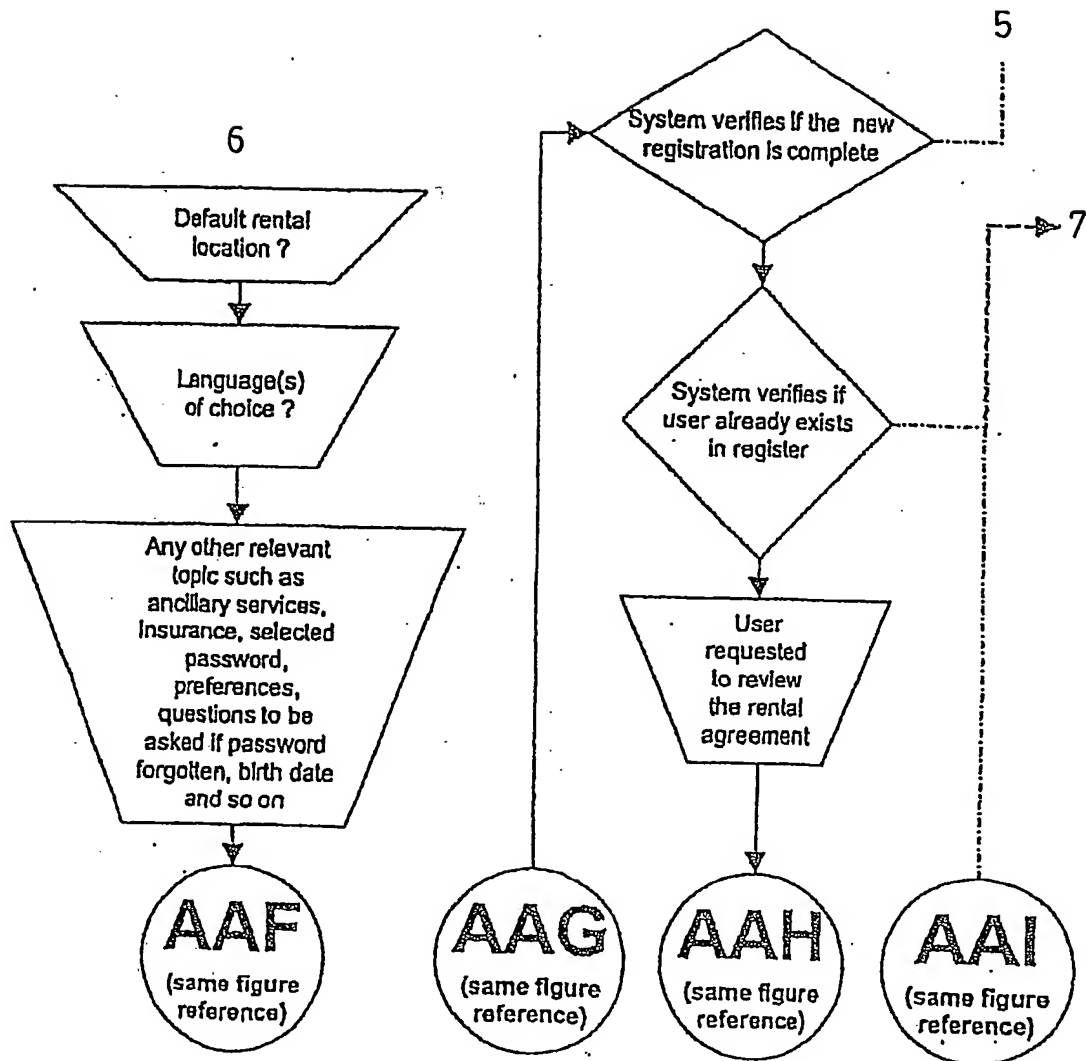 5
System verifies if the new
registration is complete
6
7
Default rental
location ?
Language(s)
of choice ?
System verifies if
user already exists
in register
Any other relevant
topic such as
ancillary services,
insurance, selected
password,
preferences,
questions to be
asked if password
forgotten, birth date
and so on
User
requested
to review
the rental
agreement
AAF
(same figure
reference)
AAG
(same figure
reference)
AAH
(same figure
reference)
AAI
(same figure
reference)